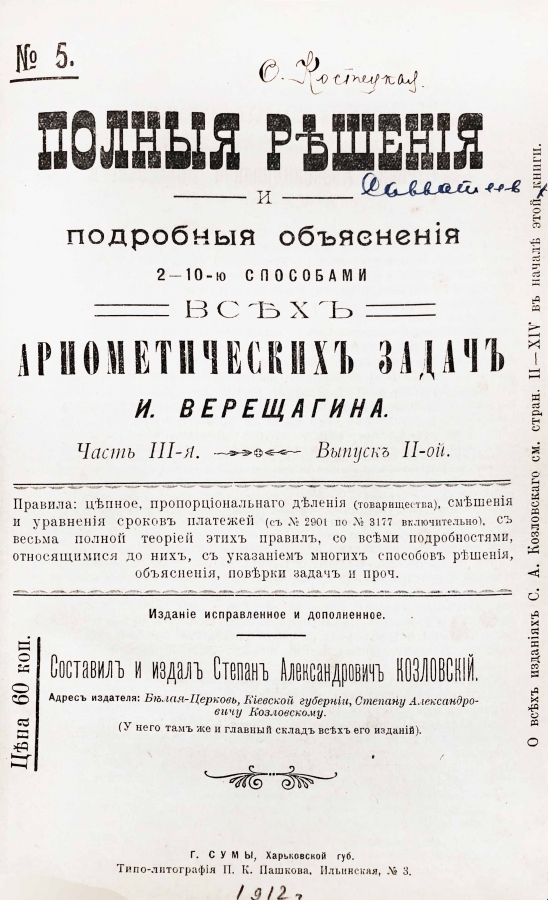 № 5.
О. Костецкая.
ПОЛНЫЯ РѢШЕНІЯ
И
ПОДРОБНЫЯ ОБЪЯСНЕНІЯ
2—10-ю СПОСОБАМИ
ВСѢХЪ
АРИѲМЕТИЧЕСКИХЪ ЗАДАЧЪ
И. ВЕРЕЩАГИНА.
Часть III-я. Выпускъ II-ой.
Правила: цѣпное, пропорціональнаго дѣленія (товарищества), смѣшенія
и уравненія сроковъ платежей (съ № 2901 по № 3177 включительно), съ
весьма полной теоріей этихъ правилъ, со всѣми подробностями,
относящимися до нихъ, съ указаніемъ многихъ способовъ рѣшенія,
объясненія, повѣрки задачъ и проч.
Изданіе исправленное и дополненное.
Составилъ и издалъ Степанъ Александровичъ КОЗЛОВСКІЙ.
Адресъ издателя: Бѣлая-Церковь, Кіевской губерніи, Степану Александро-
вичу Козловскому.
(У него тамъ же и главный складъ всѣхъ его изданій).
Цѣна 60 коп.
О всѣхъ изданіяхъ С. А. Козловскаго см. стран. II—XIV въ началѣ этой книги.
Г. СУМЫ, Харьковской губ.
Типо-литографія П. К. Пашкова, Ильинская, № 3.
1912 г